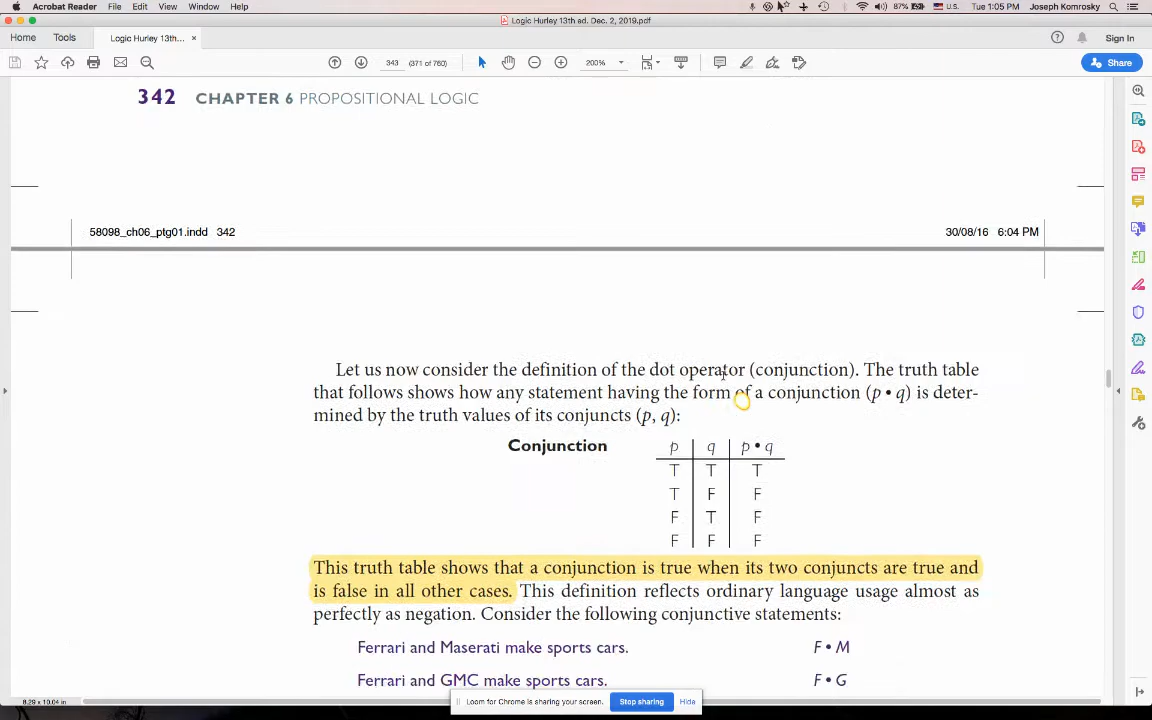 Acrobat Reader File Edit View Window Help 87% U.S. Tue 1:05 PM Joseph Komrosky
Logic Hurley 13th ed. Dec. 2, 2019.pdf
Home Tools Logic Hurley 13th... × Sign In
343 (371 of 760) 200% Share
342 CHAPTER 6 PROPOSITIONAL LOGIC
58098_ch06_ptg01.indd 342 30/08/16 6:04 PM
Let us now consider the definition of the dot operator (conjunction). The truth table
that follows shows how any statement having the form of a conjunction (p • q) is deter-
mined by the truth values of its conjuncts (p, q):
Conjunction p q p • q
T T T
T F F
F T F
F F F
This truth table shows that a conjunction is true when its two conjuncts are true and
is false in all other cases. This definition reflects ordinary language usage almost as
perfectly as negation. Consider the following conjunctive statements:
Ferrari and Maserati make sports cars. F • M
Ferrari and GMC make sports cars. F • G
8.29 x 10.04 in.
Loom for Chrome is sharing your screen. Stop sharing Hide